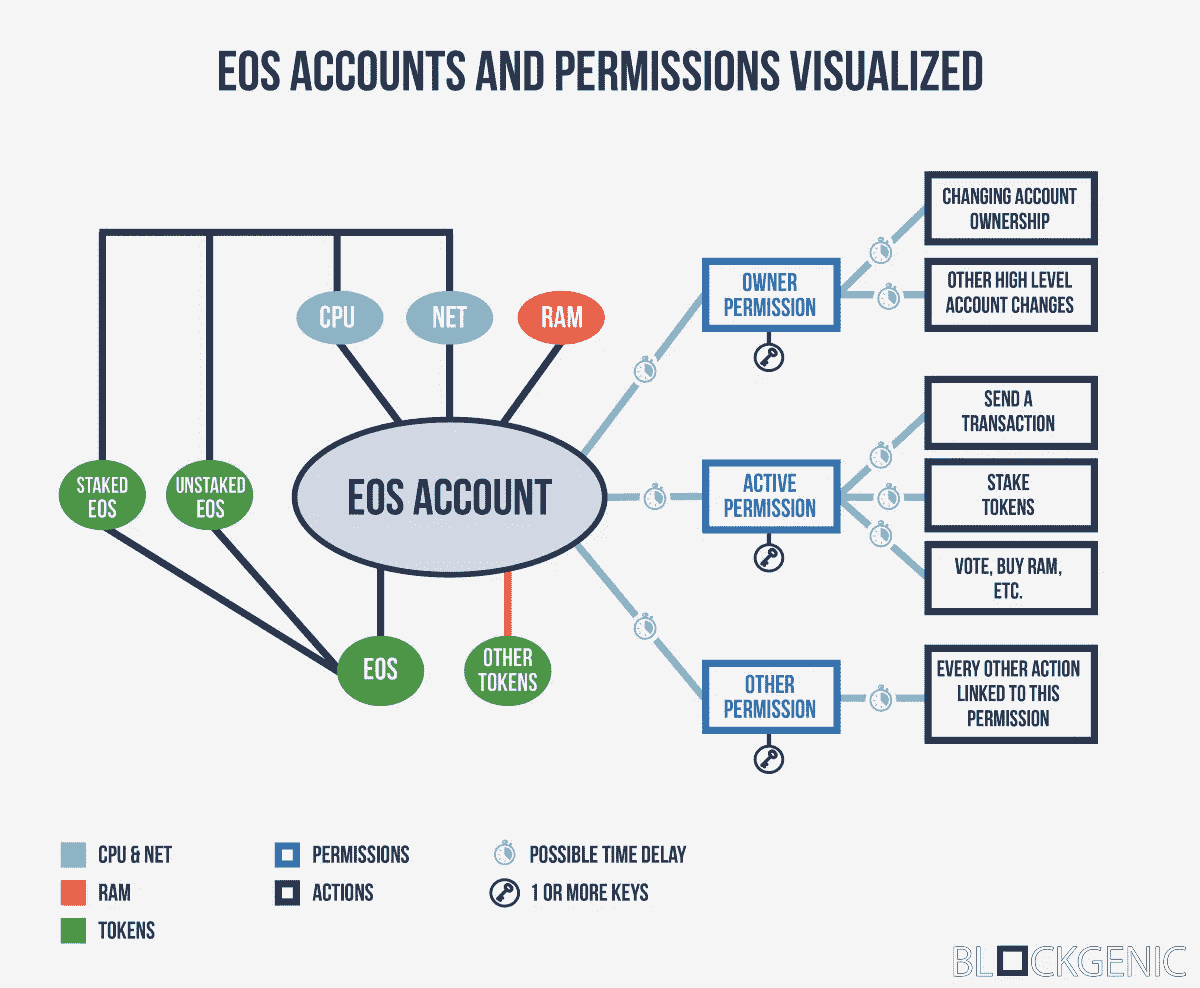 EOS ACCOUNTS AND PERMISSIONS VISUALIZED
CPU
NET
RAM
STAKED
EOS
UNSTAKED
EOS
EOS ACCOUNT
EOS
OTHER
TOKENS
OWNER
PERMISSION
CHANGING ACCOUNT
OWNERSHIP
OTHER HIGH LEVEL
ACCOUNT CHANGES
ACTIVE
PERMISSION
SEND A
TRANSACTION
STAKE
TOKENS
VOTE, BUY RAM,
ETC.
OTHER
PERMISSION
EVERY OTHER ACTION
LINKED TO THIS
PERMISSION
CPU & NET
RAM
TOKENS
PERMISSIONS
ACTIONS
POSSIBLE TIME DELAY
1 OR MORE KEYS
BLOCKGENIC